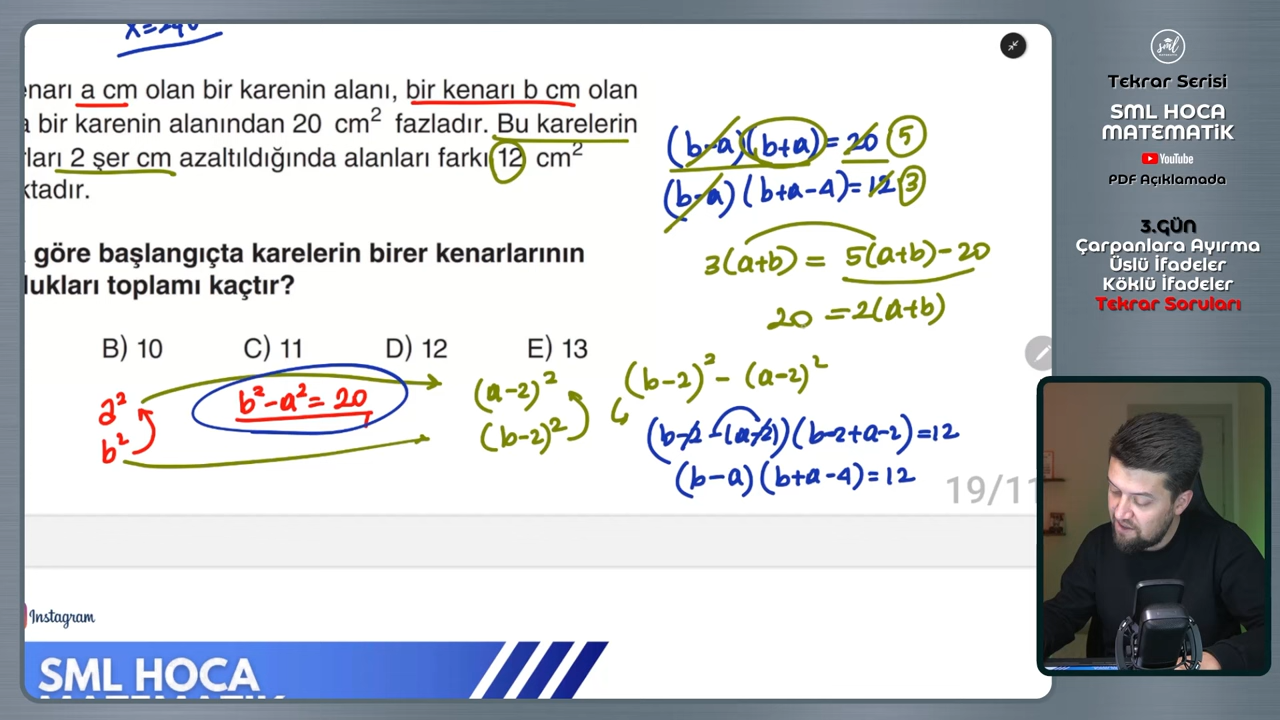 x=290
enarı a cm olan bir karenin alanı, bir kenarı b cm olan
a bir karenin alanından 20 cm² fazladır. Bu karelerin
rları 2 şer cm azaltıldığında alanları farkı 12 cm²
ktadır.
göre başlangıçta karelerin birer kenarlarının
lukları toplamı kaçtır?
B) 10 C) 11 D) 12 E) 13
a²
b²
b²-a²= 20
(a-2)²
(b-2)²
(b-a)(b+a)= 20 5
(b-a)(b+a-4)=12 3
3(a+b) = 5(a+b)-20
20 =2(a+b)
(b-2)² - (a-2)²
(b-2-(a-2))(b-2+a-2)=12
(b-a)(b+a-4)=12
19/11
Instagram
SML HOCA
MATEMATİK
sml
Tekrar Serisi
SML HOCA
MATEMATİK
YouTube
PDF Açıklamada
3.GÜN
Çarpanlara Ayırma
Üslü İfadeler
Köklü İfadeler
Tekrar Soruları